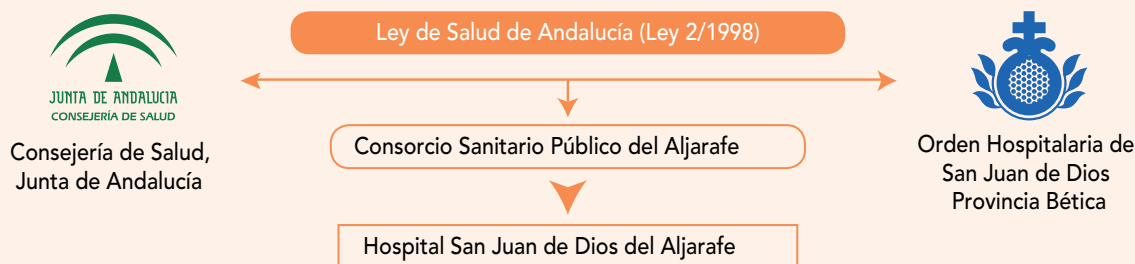 Ley de Salud de Andalucía (Ley 2/1998)
JUNTA DE ANDALUCIA
CONSEJERÍA DE SALUD
Consejería de Salud,
Junta de Andalucía
Consorcio Sanitario Público del Aljarafe
Hospital San Juan de Dios del Aljarafe
Orden Hospitalaria de
San Juan de Dios
Provincia Bética